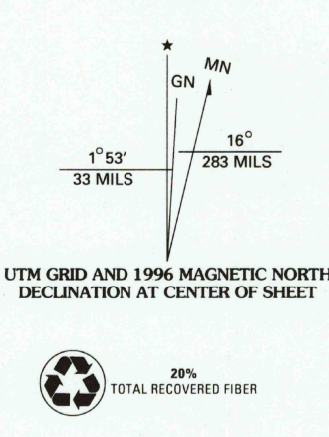 ★
GN
MN
1°53'
33 MILS
16°
283 MILS
UTM GRID AND 1996 MAGNETIC NORTH
DECLINATION AT CENTER OF SHEET
20%
TOTAL RECOVERED FIBER